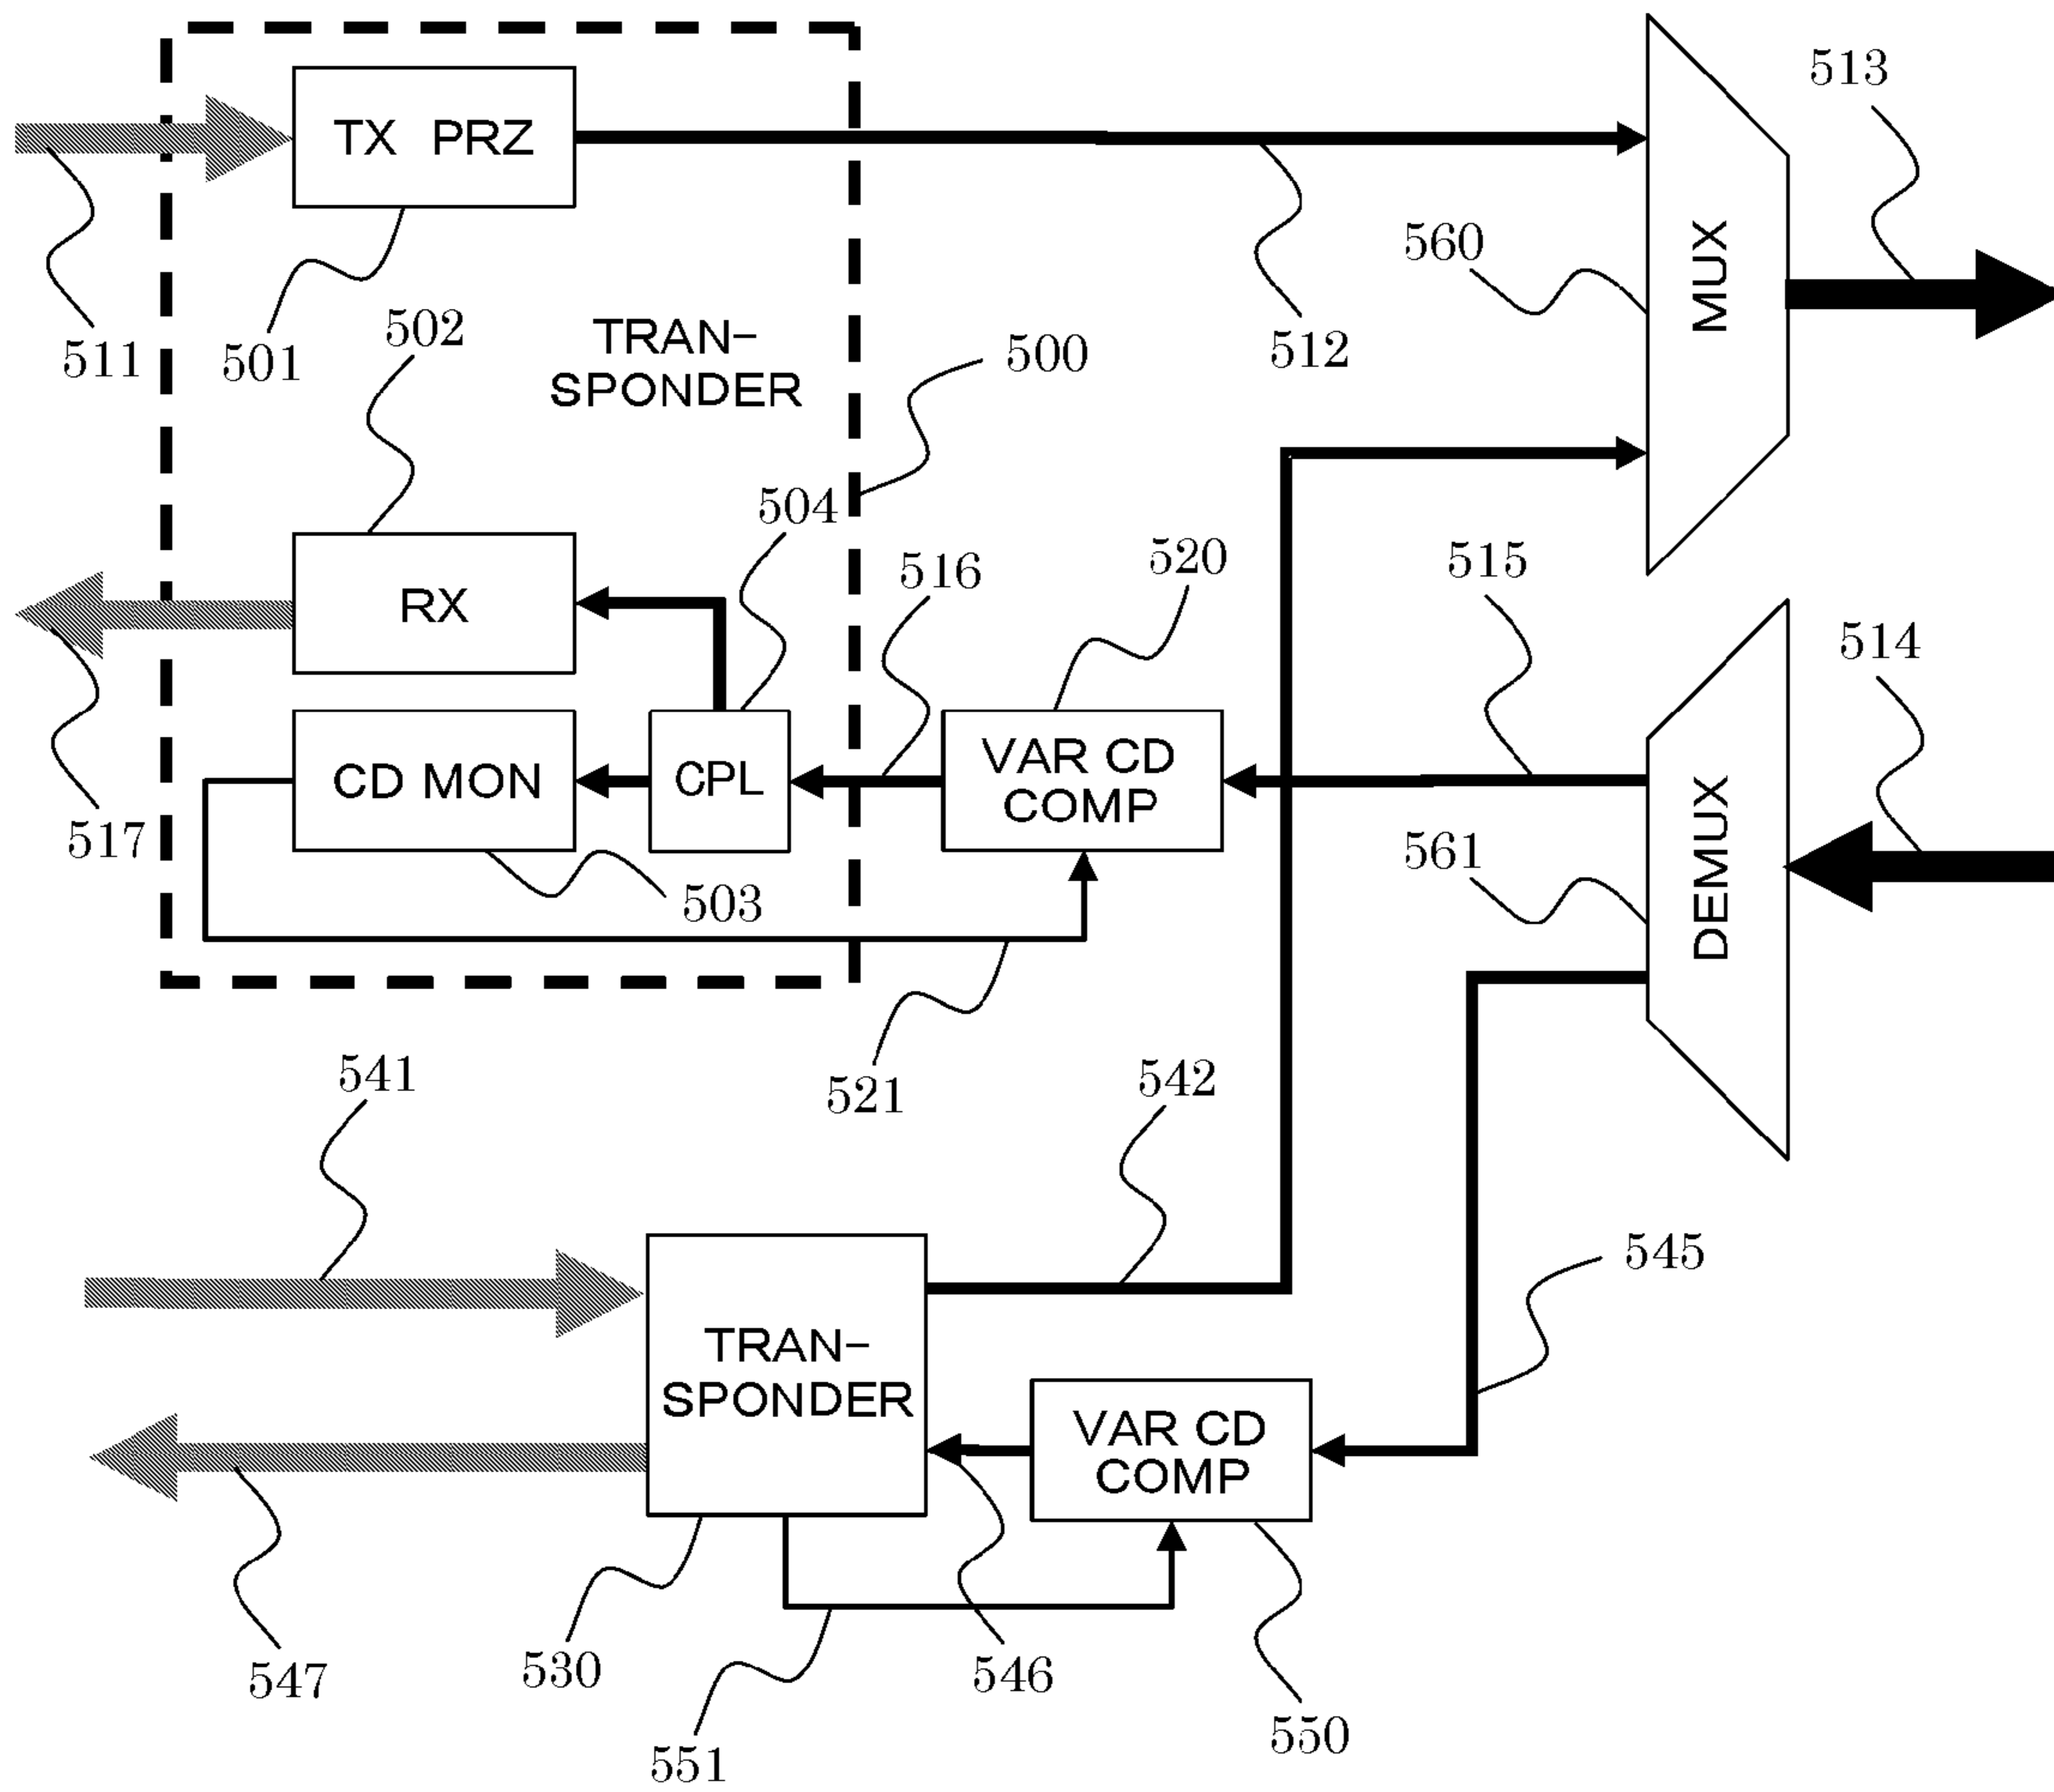 513
TX PRZ
560
MUX
511
501
502
TRAN-
SPONDER
500
512
504
516
520
515
514
RX
VAR CD
COMP
CD MON
CPL
517
561
DEMUX
503
541
521
542
545
TRAN-
SPONDER
VAR CD
COMP
547
530
546
551
550